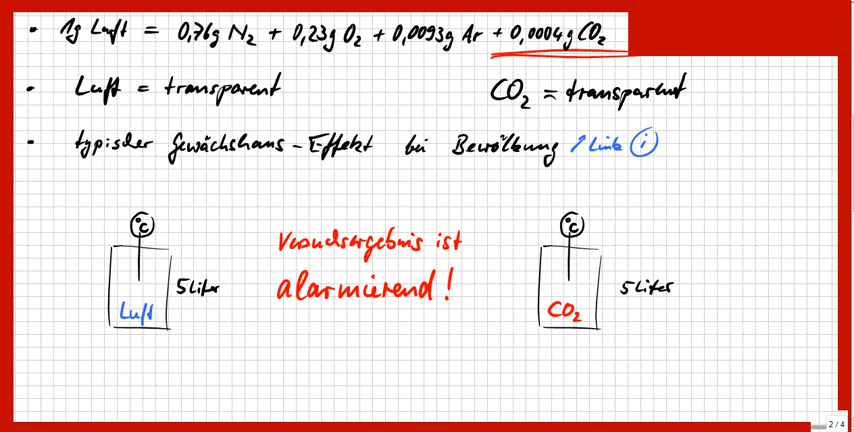 • 1g Luft = 0,76g N₂ + 0,23g O₂ + 0,0093g Ar + 0,0004g CO₂
• Luft = transparent CO₂ = transparent
• typischer Gewächshaus-Effekt bei Bewölkung ↑ Link i
°C
Versuchsergebnis ist
alarmierend!
°C
5 Liter
Luft
5 Liter
CO₂
2 / 4